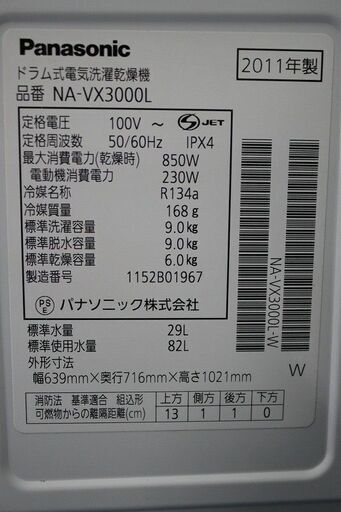 Panasonic
ドラム式電気洗濯乾燥機
品番 NA-VX3000L
2011年製
定格電圧 100V～ S JET
定格周波数 50/60Hz IPX4
最大消費電力(乾燥時) 850W
電動機消費電力 230W
冷媒名称 R134a
冷媒質量 168g
標準洗濯容量 9.0kg
標準脱水容量 9.0kg
標準乾燥容量 6.0kg
製造番号 1152B01967
PSE パナソニック株式会社
標準水量 29L
標準使用水量 82L
外形寸法
幅639mm×奥行716mm×高さ1021mm
消防法 基準適合 組込形 上方 側方 後方 下方
可燃物からの離隔距離(cm) 13 1 1 0
NA-VX3000L-W
W